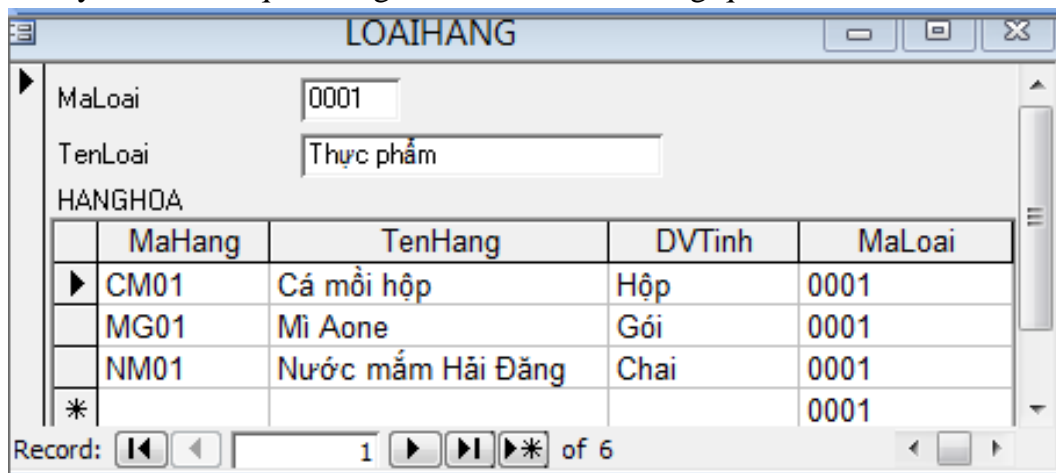 LOAIHANG
MaLoai 0001
TenLoai Thực phẩm
HANGHOA
MaHang TenHang DVTinh MaLoai
CM01 Cá mồi hộp Hộp 0001
MG01 Mì Aone Gói 0001
NM01 Nước mắm Hải Đăng Chai 0001
0001
Record: 1 of 6